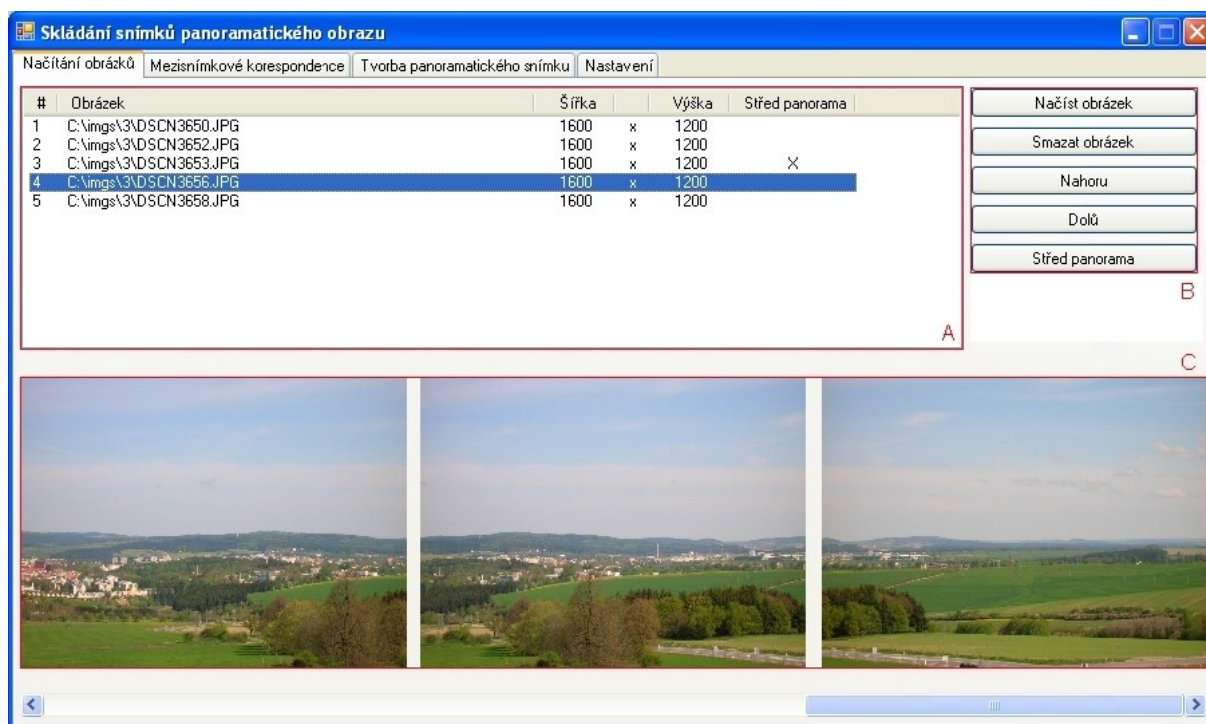 Skládání snímků panoramatického obrazu
Načítání obrázků Mezisnímkové korespondence Tvorba panoramatického snímku Nastavení
# Obrázek Šířka Výška Střed panorama
1 C:\imgs\3\DSCN3650.JPG 1600 x 1200
2 C:\imgs\3\DSCN3652.JPG 1600 x 1200
3 C:\imgs\3\DSCN3653.JPG 1600 x 1200 X
4 C:\imgs\3\DSCN3656.JPG 1600 x 1200
5 C:\imgs\3\DSCN3658.JPG 1600 x 1200
A
Načíst obrázek
Smazat obrázek
Nahoru
Dolů
Střed panorama
B
C